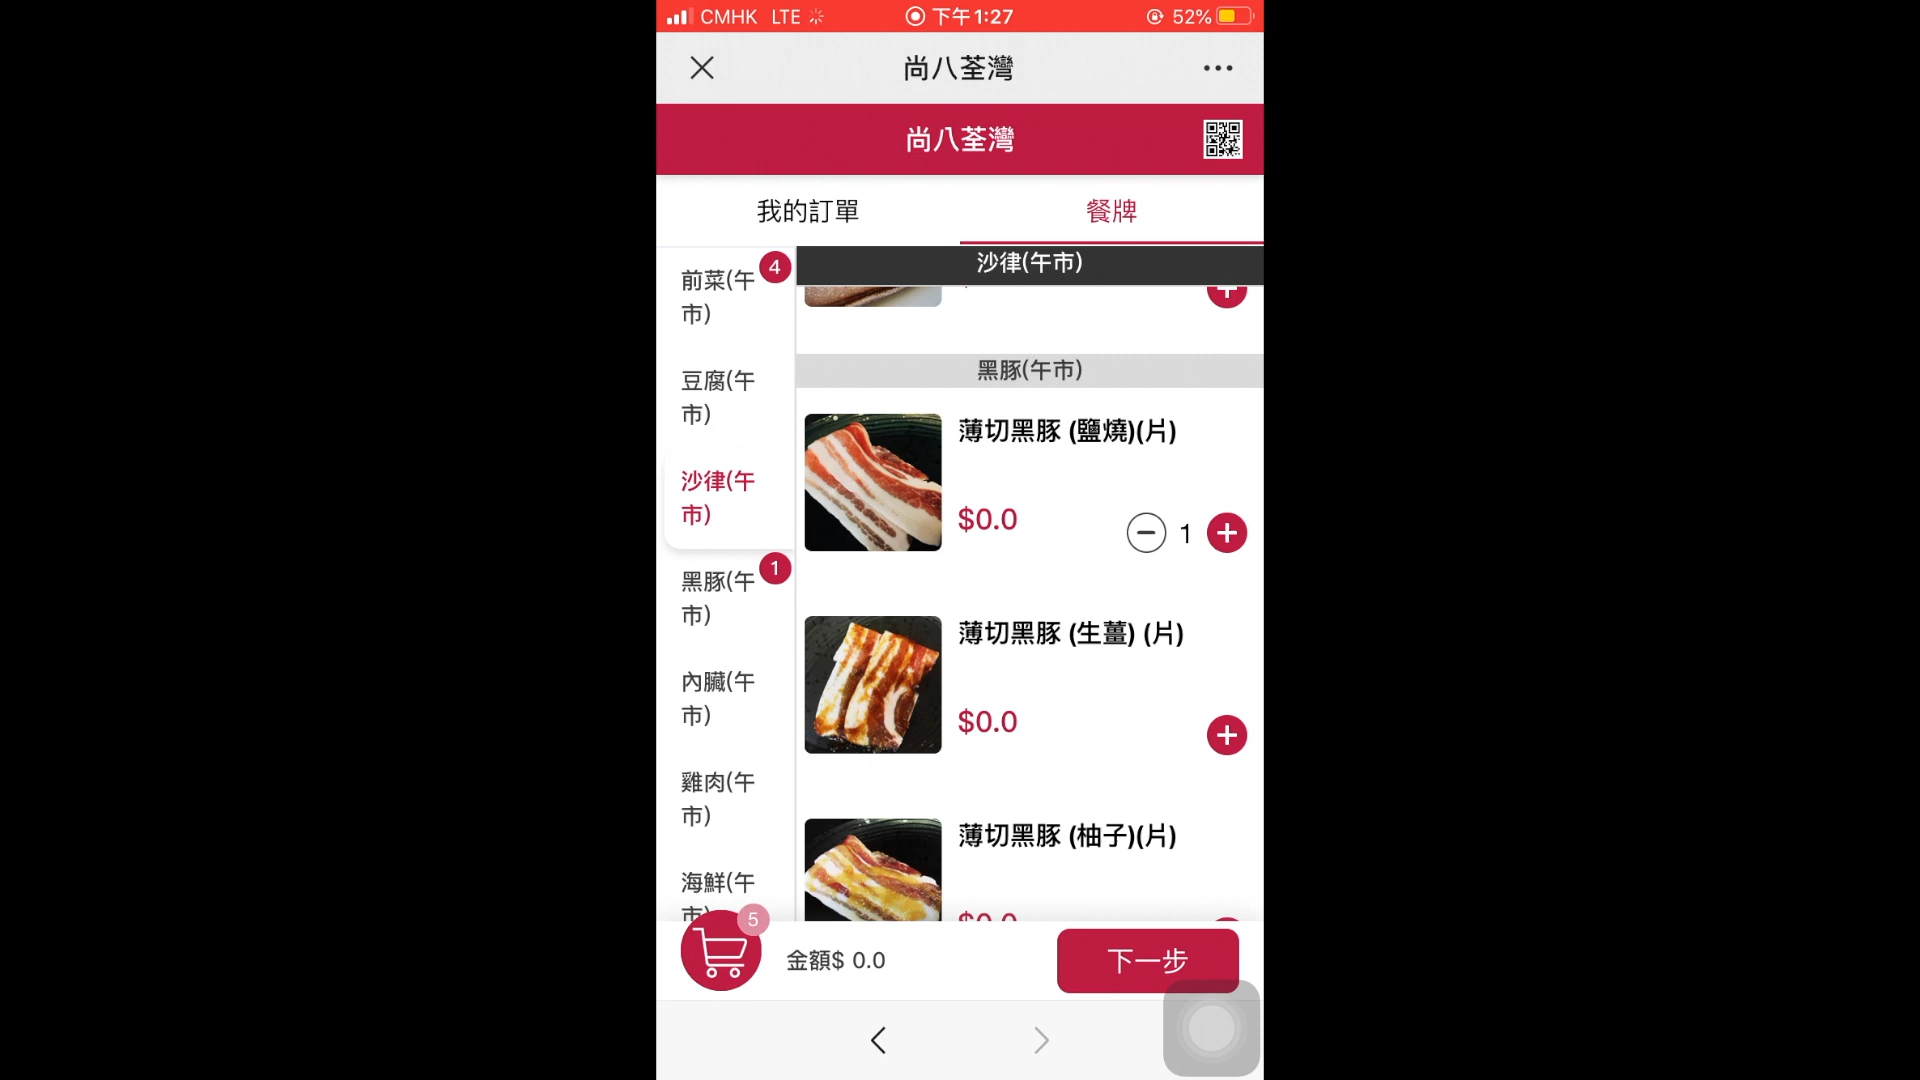 CMHK LTE 下午1:27 52%
尚八荃灣
尚八荃灣
我的訂單 餐牌
前菜(午
市)
4
豆腐(午
市)
沙律(午
市)
黑豚(午
市)
1
內臟(午
市)
雞肉(午
市)
海鮮(午
市)
沙律(午市)
黑豚(午市)
薄切黑豚 (鹽燒)(片)
$0.0
1
薄切黑豚 (生薑) (片)
$0.0
薄切黑豚 (柚子)(片)
$0.0
5
金額$ 0.0
下一步